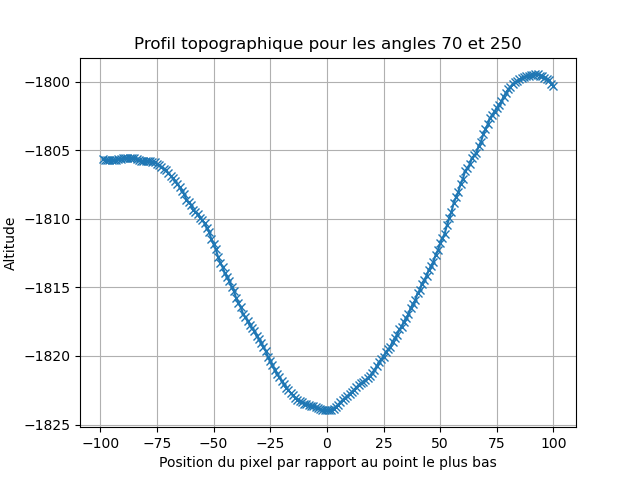 Profil topographique pour les angles 70 et 250
Altitude
−1800
−1805
−1810
−1815
−1820
−1825
−100 −75 −50 −25 0 25 50 75 100
Position du pixel par rapport au point le plus bas